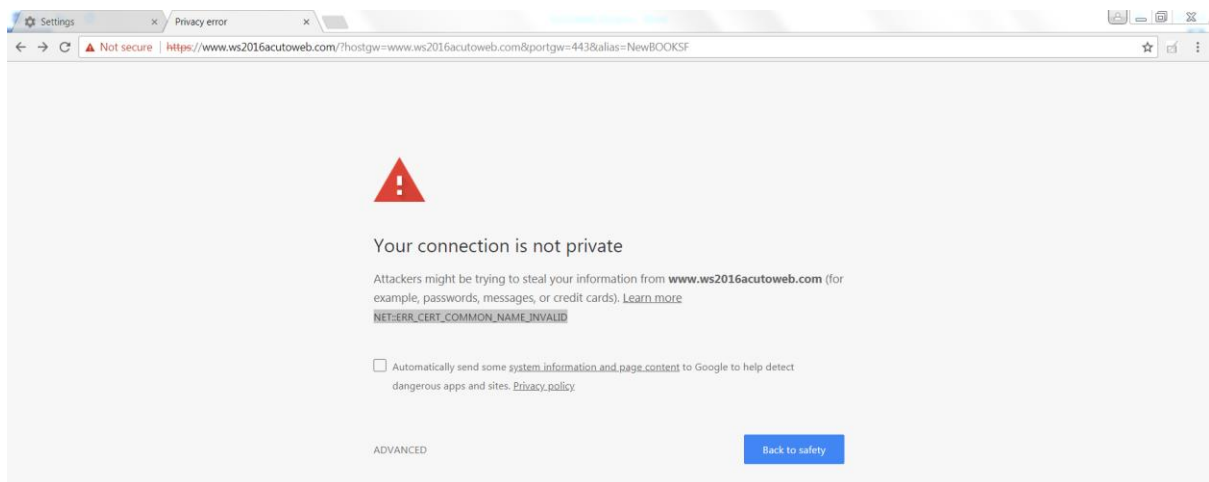 Settings
Privacy error
Not secure | https://www.ws2016acutoweb.com/?hostgw=www.ws2016acutoweb.com&portgw=443&alias=NewBOOKSF
Your connection is not private
Attackers might be trying to steal your information from www.ws2016acutoweb.com (for
example, passwords, messages, or credit cards). Learn more
NET::ERR_CERT_COMMON_NAME_INVALID
Automatically send some system information and page content to Google to help detect
dangerous apps and sites. Privacy policy
ADVANCED
Back to safety